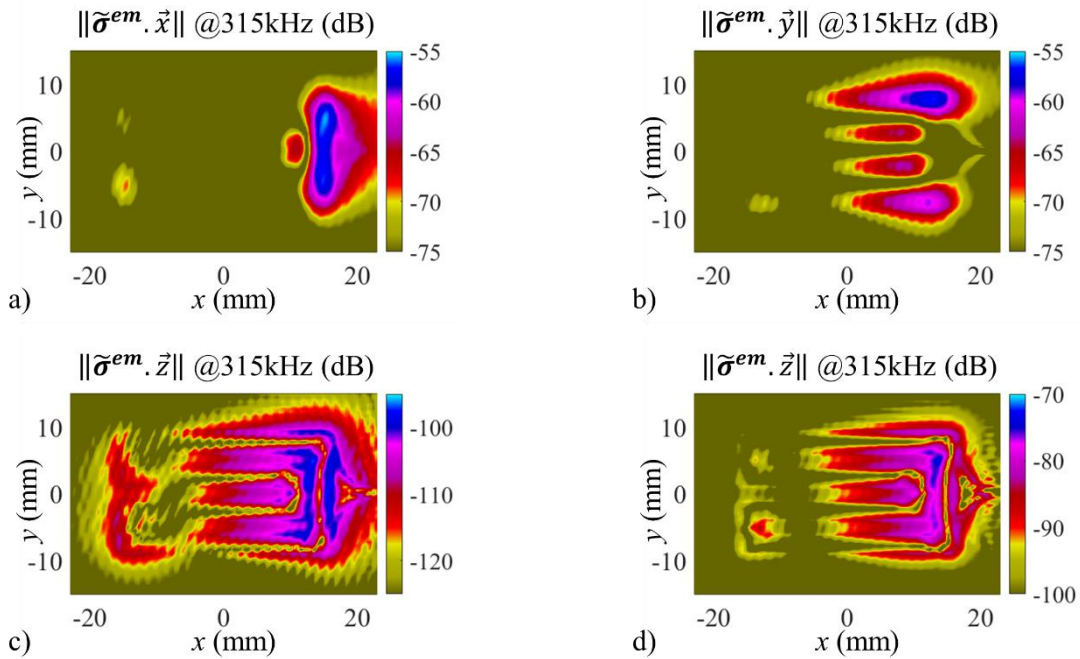 ‖σ̃ᵉᵐ. x⃗‖ @315kHz (dB)
-55
-60
-65
-70
-75
10
0
-10
y (mm)
-20 0 20
x (mm)
a)
‖σ̃ᵉᵐ. y⃗‖ @315kHz (dB)
-55
-60
-65
-70
-75
10
0
-10
y (mm)
-20 0 20
x (mm)
b)
‖σ̃ᵉᵐ. z⃗‖ @315kHz (dB)
-100
-110
-120
10
0
-10
y (mm)
-20 0 20
x (mm)
c)
‖σ̃ᵉᵐ. z⃗‖ @315kHz (dB)
-70
-80
-90
-100
10
0
-10
y (mm)
-20 0 20
x (mm)
d)